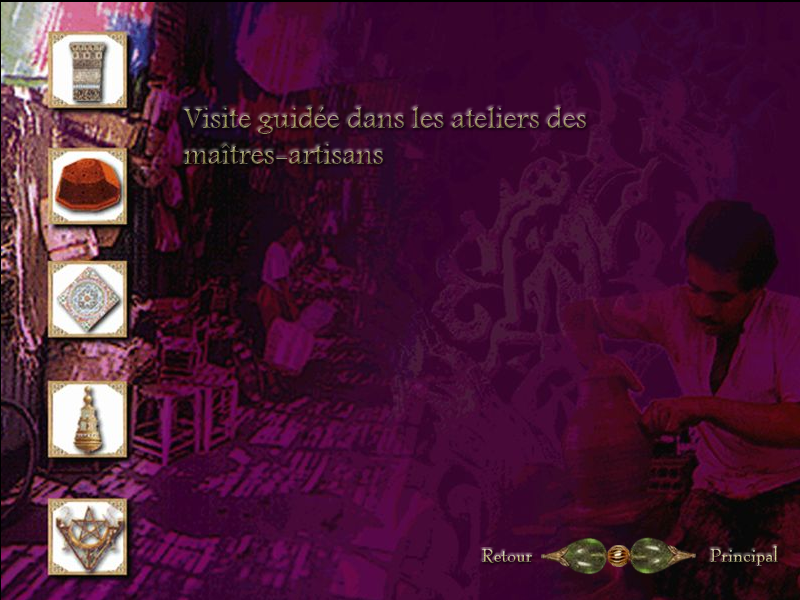 Visite guidée dans les ateliers des
maîtres-artisans
Retour
Principal